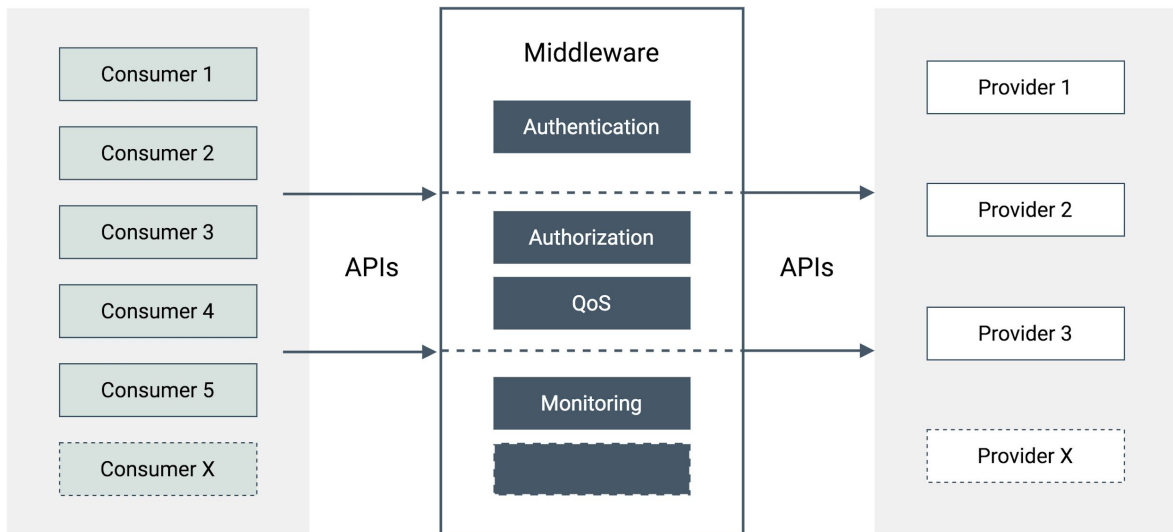 Consumer 1
Consumer 2
Consumer 3
Consumer 4
Consumer 5
Consumer X
APIs
Middleware
Authentication
Authorization
QoS
Monitoring
APIs
Provider 1
Provider 2
Provider 3
Provider X